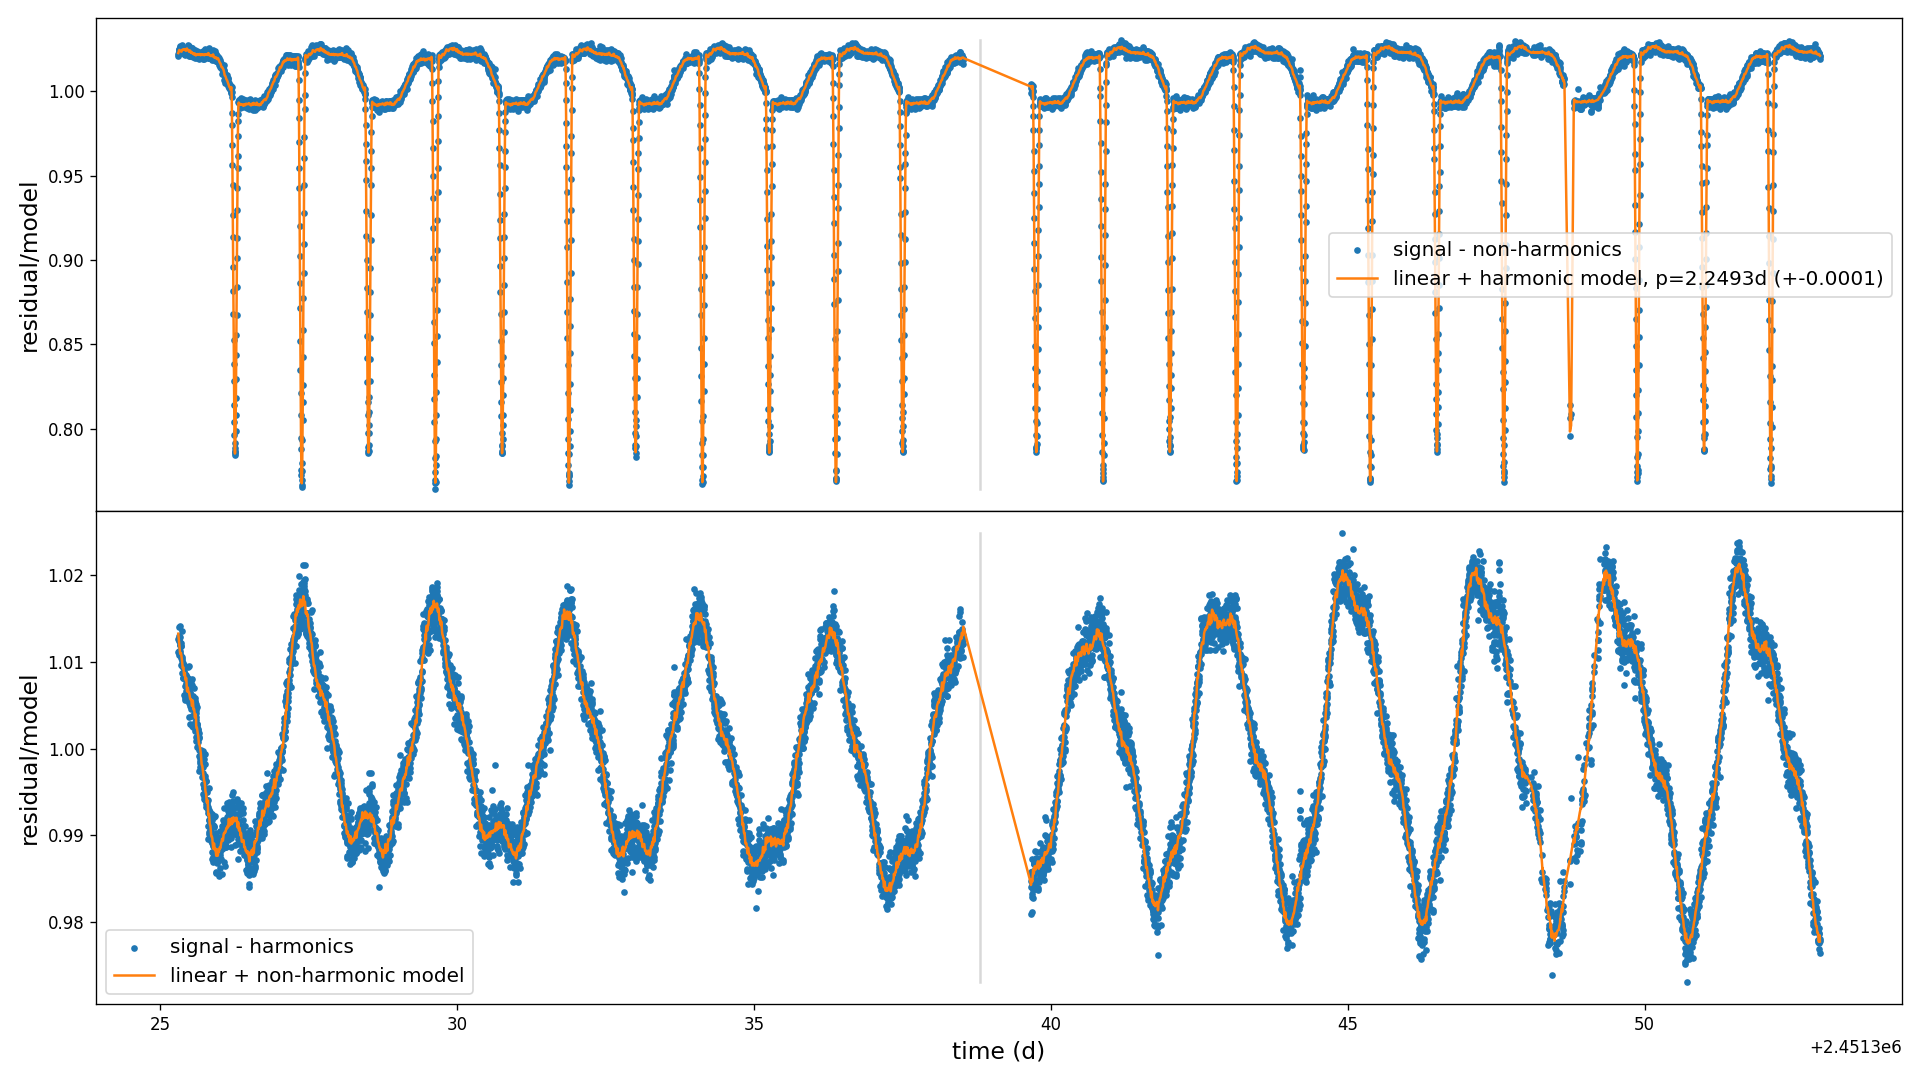 1.00
0.95
0.90
0.85
0.80
residual/model
signal - non-harmonics
linear + harmonic model, p=2.2493d (+-0.0001)
1.02
1.01
1.00
0.99
0.98
residual/model
signal - harmonics
linear + non-harmonic model
25 30 35 40 45 50
time (d)
+2.4513e6